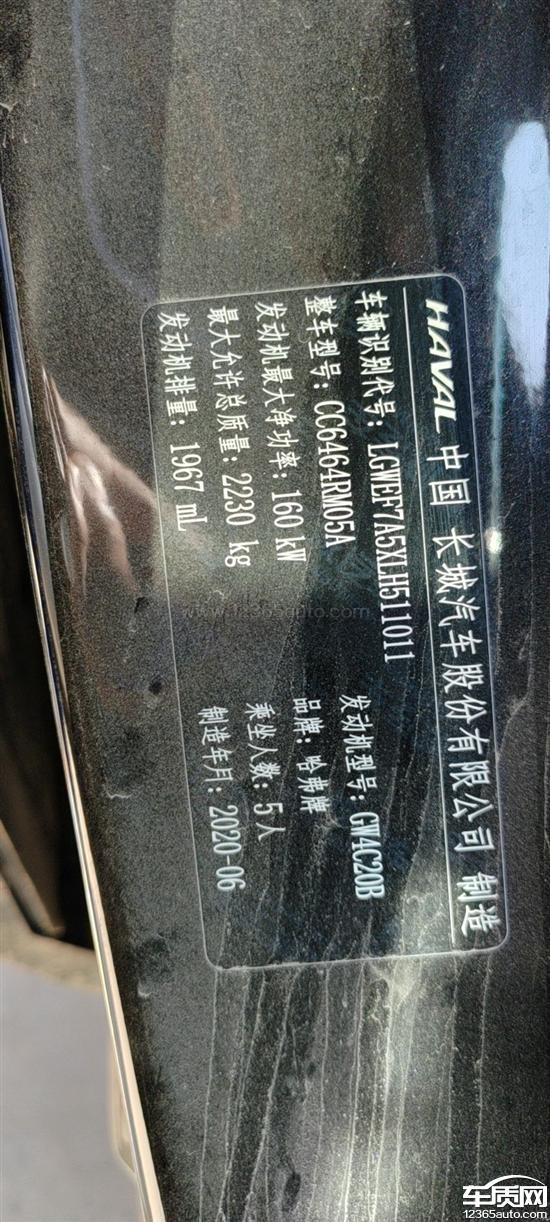 HAVAL 中国 长城汽车股份有限公司 制造
车辆识别代号: LGWEF7A5XLH511011
发动机型号: GW4C20B
整车型号: CC6464RM05A
品牌: 哈弗牌
发动机最大净功率: 160 kW
乘坐人数: 5人
最大允许总质量: 2230 kg
制造年月: 2020-06
发动机排量: 1967 mL
www.12365auto.com
车质网
12365auto.com